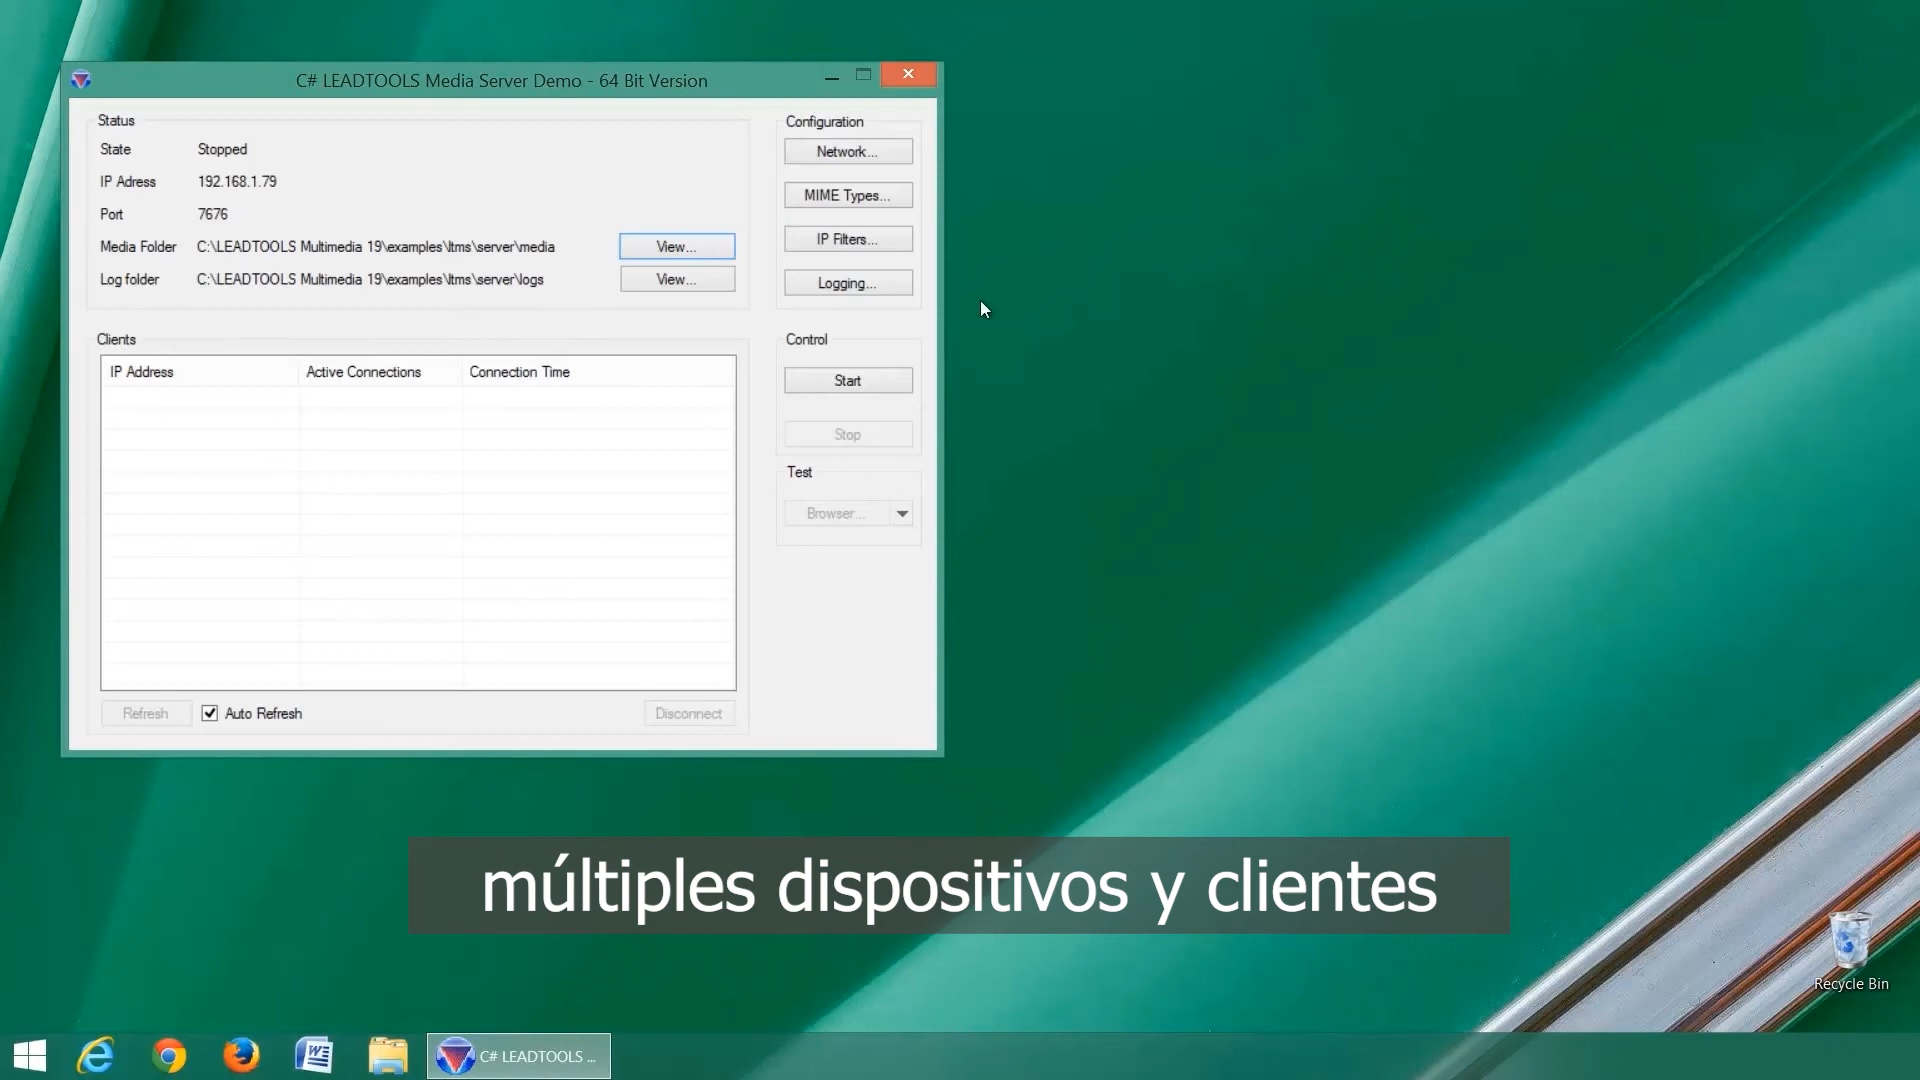 C# LEADTOOLS Media Server Demo - 64 Bit Version
Status
State Stopped
IP Adress 192.168.1.79
Port 7676
Media Folder C:\LEADTOOLS Multimedia 19\examples\ltms\server\media View...
Log folder C:\LEADTOOLS Multimedia 19\examples\ltms\server\logs View...
Configuration
Network...
MIME Types...
IP Filters...
Logging...
Clients
IP Address Active Connections Connection Time
Refresh Auto Refresh Disconnect
Control
Start
Stop
Test
Browser...
múltiples dispositivos y clientes
Recycle Bin
C# LEADTOOLS ...